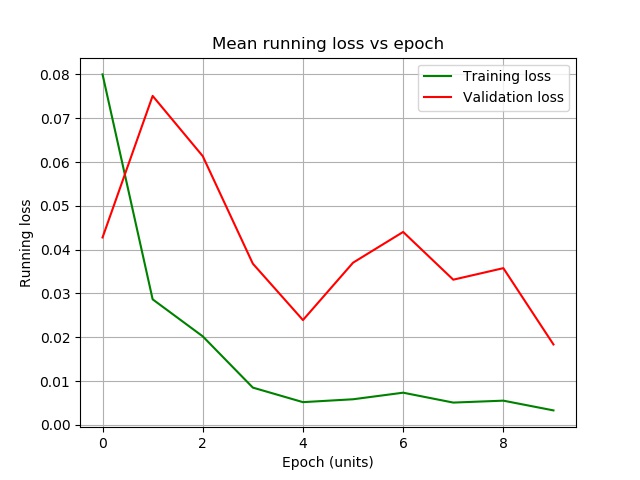 Mean running loss vs epoch
Training loss
Validation loss
0.08
0.07
0.06
0.05
0.04
0.03
0.02
0.01
0.00
Running loss
0 2 4 6 8
Epoch (units)